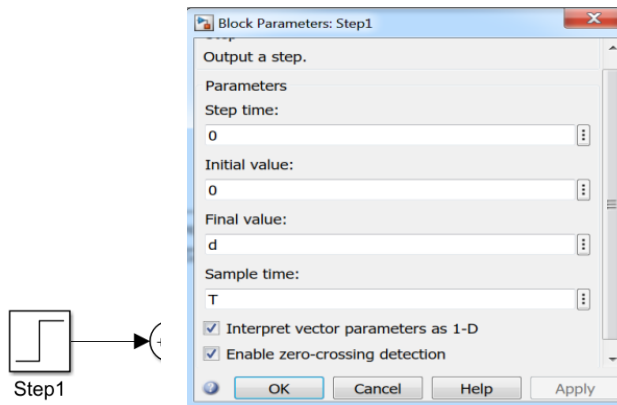 Block Parameters: Step1
Output a step.
Parameters
Step time:
0
Initial value:
0
Final value:
d
Sample time:
T
Interpret vector parameters as 1-D
Enable zero-crossing detection
OK Cancel Help Apply
Step1